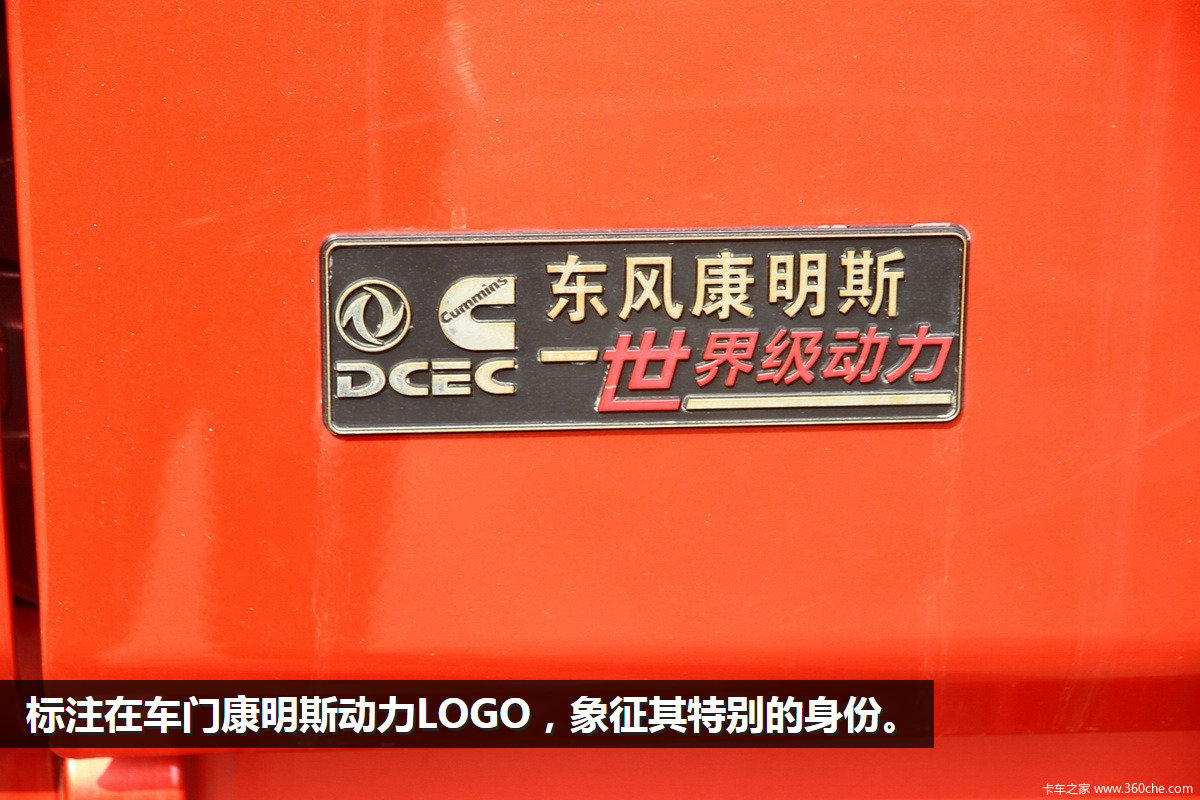 东风康明斯
Cummins
DCEC
世界级动力
标注在车门康明斯动力LOGO，象征其特别的身份。
卡车之家 www.360che.com